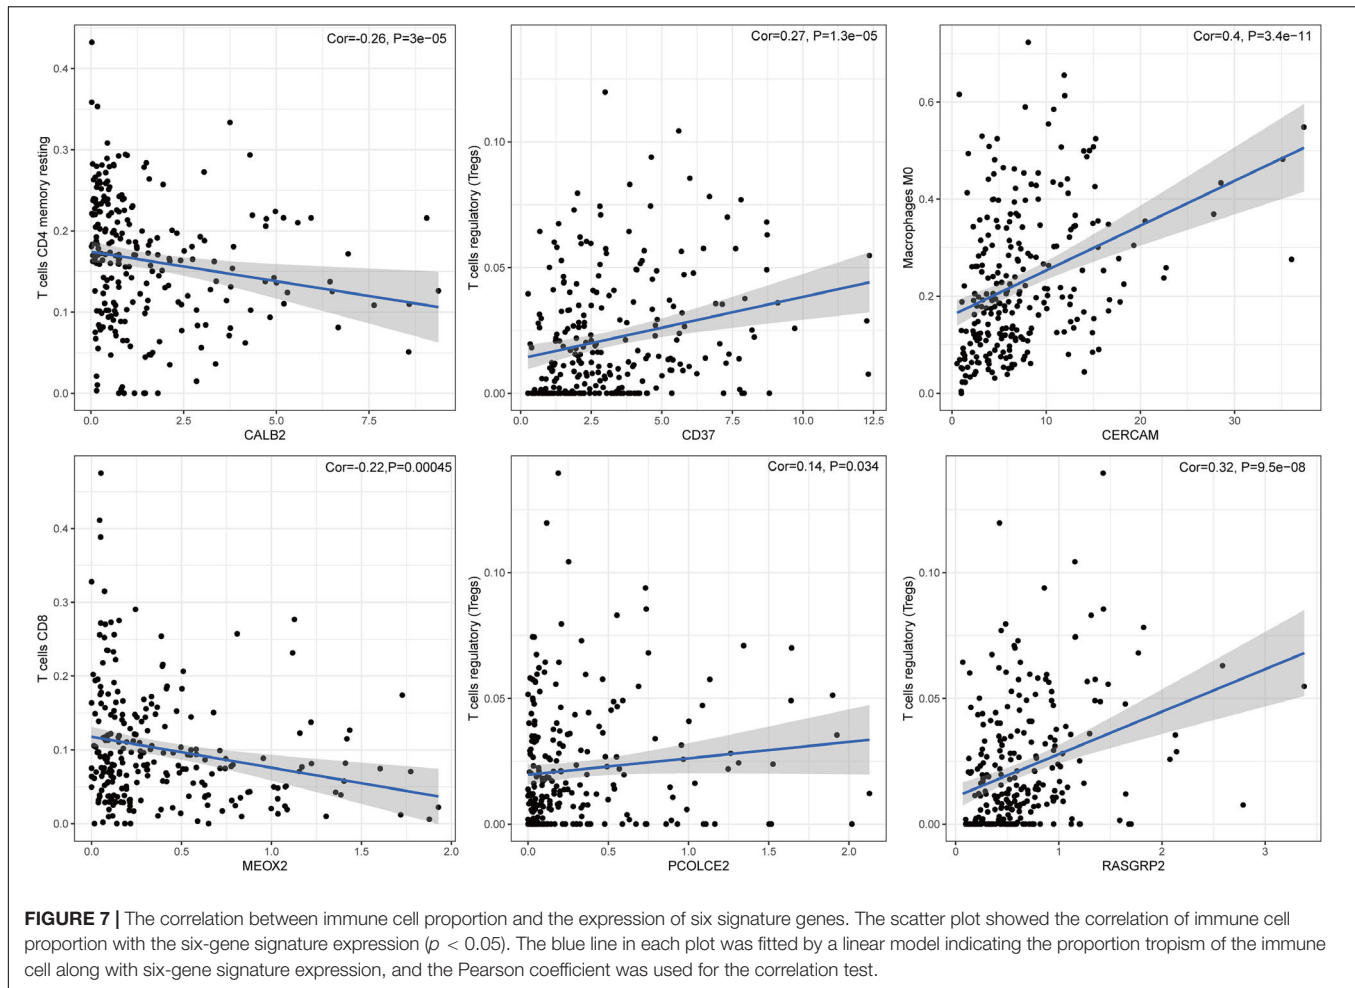 Cor=-0.26, P=3e-05
T cells CD4 memory resting
0.4
0.3
0.2
0.1
0.0
0.0 2.5 5.0 7.5
CALB2
Cor=0.27, P=1.3e-05
T cells regulatory (Tregs)
0.10
0.05
0.00
0.0 2.5 5.0 7.5 10.0 12.5
CD37
Cor=0.4, P=3.4e-11
Macrophages M0
0.6
0.4
0.2
0.0
0 10 20 30
CERCAM
Cor=-0.22,P=0.00045
T cells CD8
0.4
0.3
0.2
0.1
0.0
0.0 0.5 1.0 1.5 2.0
MEOX2
Cor=0.14, P=0.034
T cells regulatory (Tregs)
0.10
0.05
0.00
0.0 0.5 1.0 1.5 2.0
PCOLCE2
Cor=0.32, P=9.5e-08
T cells regulatory (Tregs)
0.10
0.05
0.00
0 1 2 3
RASGRP2
FIGURE 7 | The correlation between immune cell proportion and the expression of six signature genes. The scatter plot showed the correlation of immune cell
proportion with the six-gene signature expression (p < 0.05). The blue line in each plot was fitted by a linear model indicating the proportion tropism of the immune
cell along with six-gene signature expression, and the Pearson coefficient was used for the correlation test.